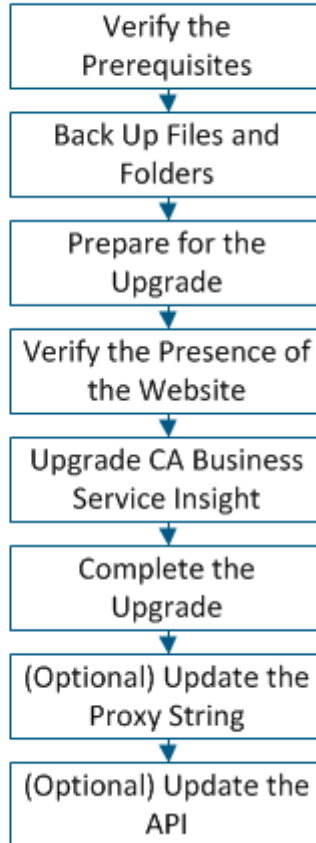 Verify the
Prerequisites
Back Up Files and
Folders
Prepare for the
Upgrade
Verify the Presence of
the Website
Upgrade CA Business
Service Insight
Complete the
Upgrade
(Optional) Update the
Proxy String
(Optional) Update the
API